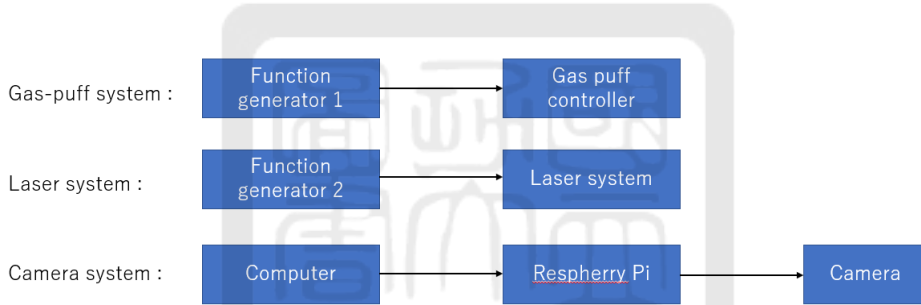 Gas-puff system :
Function
generator 1
Gas puff
controller
Laser system :
Function
generator 2
Laser system
Camera system :
Computer
Respherry Pi
Camera